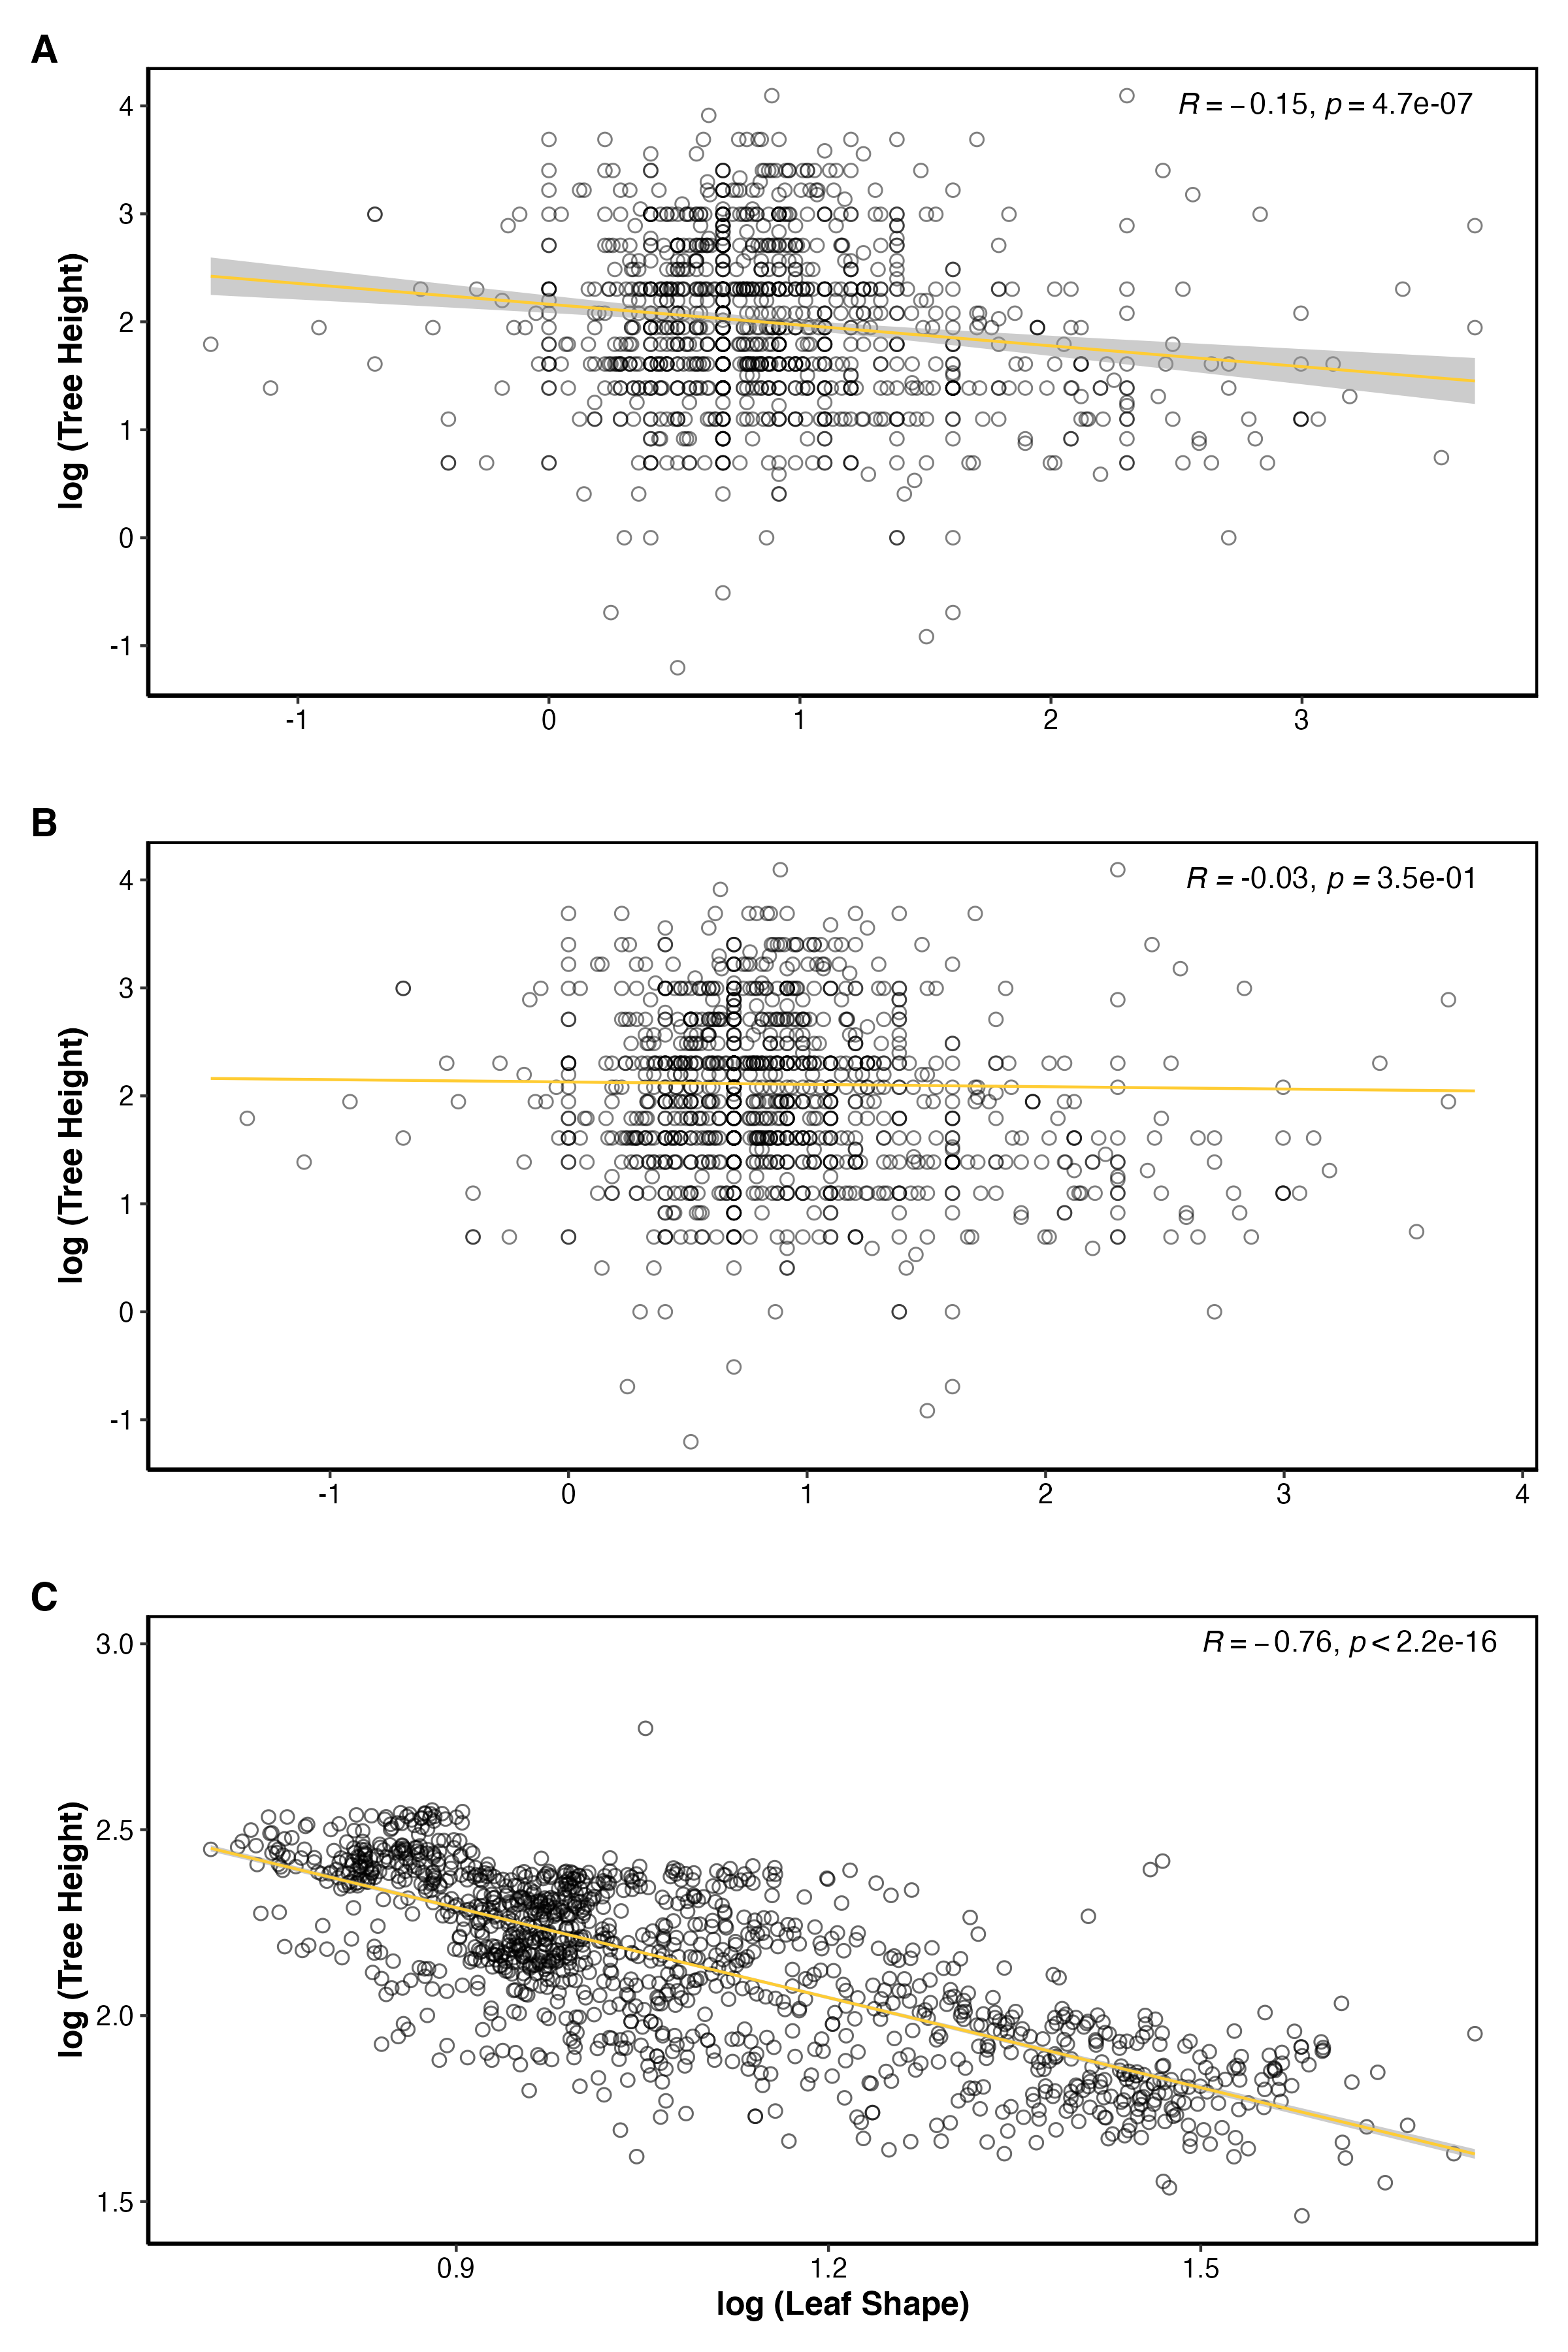 A
R = −0.15, p = 4.7e-07
4
3
2
1
0
-1
log (Tree Height)
-1 0 1 2 3
B
R = -0.03, p = 3.5e-01
4
3
2
1
0
-1
log (Tree Height)
-1 0 1 2 3 4
C
R = −0.76, p < 2.2e-16
3.0
2.5
2.0
1.5
log (Tree Height)
0.9 1.2 1.5
log (Leaf Shape)